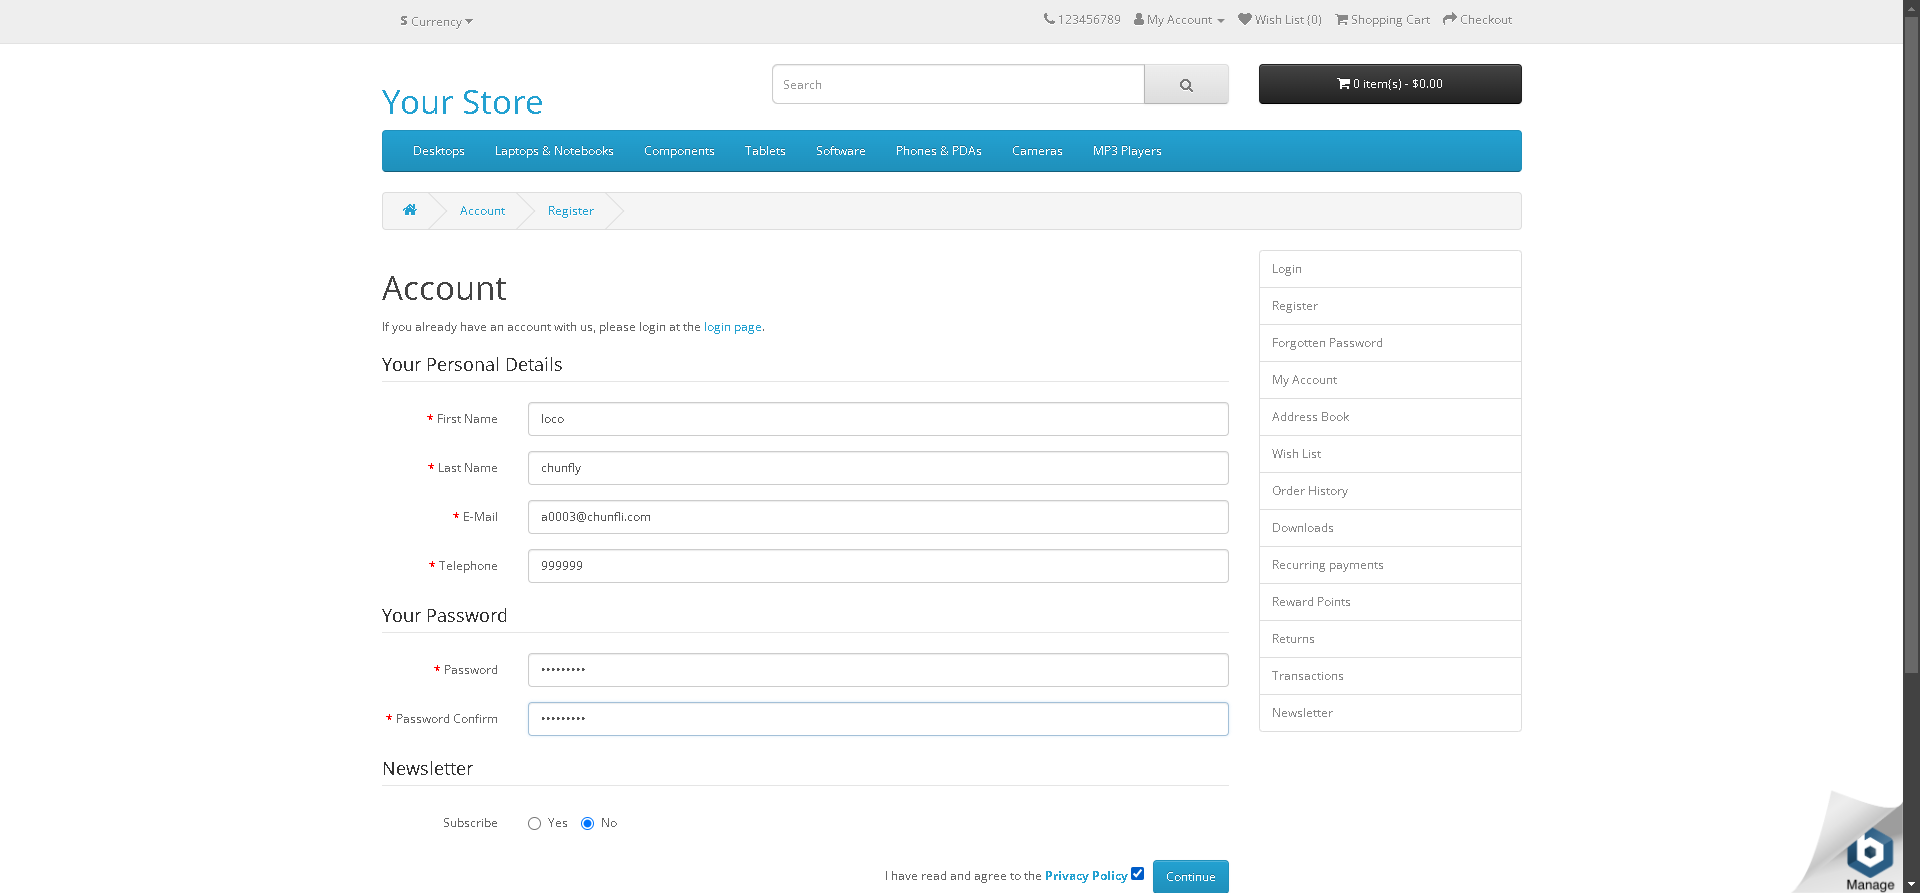 $ Currency
123456789 My Account Wish List (0) Shopping Cart Checkout
Your Store
Search
0 item(s) - $0.00
Desktops Laptops & Notebooks Components Tablets Software Phones & PDAs Cameras MP3 Players
Account Register
Account
If you already have an account with us, please login at the login page.
Your Personal Details
* First Name loco
* Last Name chunfly
* E-Mail a0003@chunfli.com
* Telephone 999999
Your Password
* Password •••••••••
* Password Confirm •••••••••
Newsletter
Subscribe Yes No
I have read and agree to the Privacy Policy Continue
Login
Register
Forgotten Password
My Account
Address Book
Wish List
Order History
Downloads
Recurring payments
Reward Points
Returns
Transactions
Newsletter
Manage